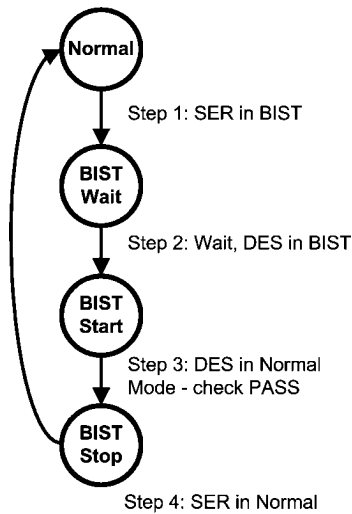 Normal
Step 1: SER in BIST
BIST
Wait
Step 2: Wait, DES in BIST
BIST
Start
Step 3: DES in Normal
Mode - check PASS
BIST
Stop
Step 4: SER in Normal